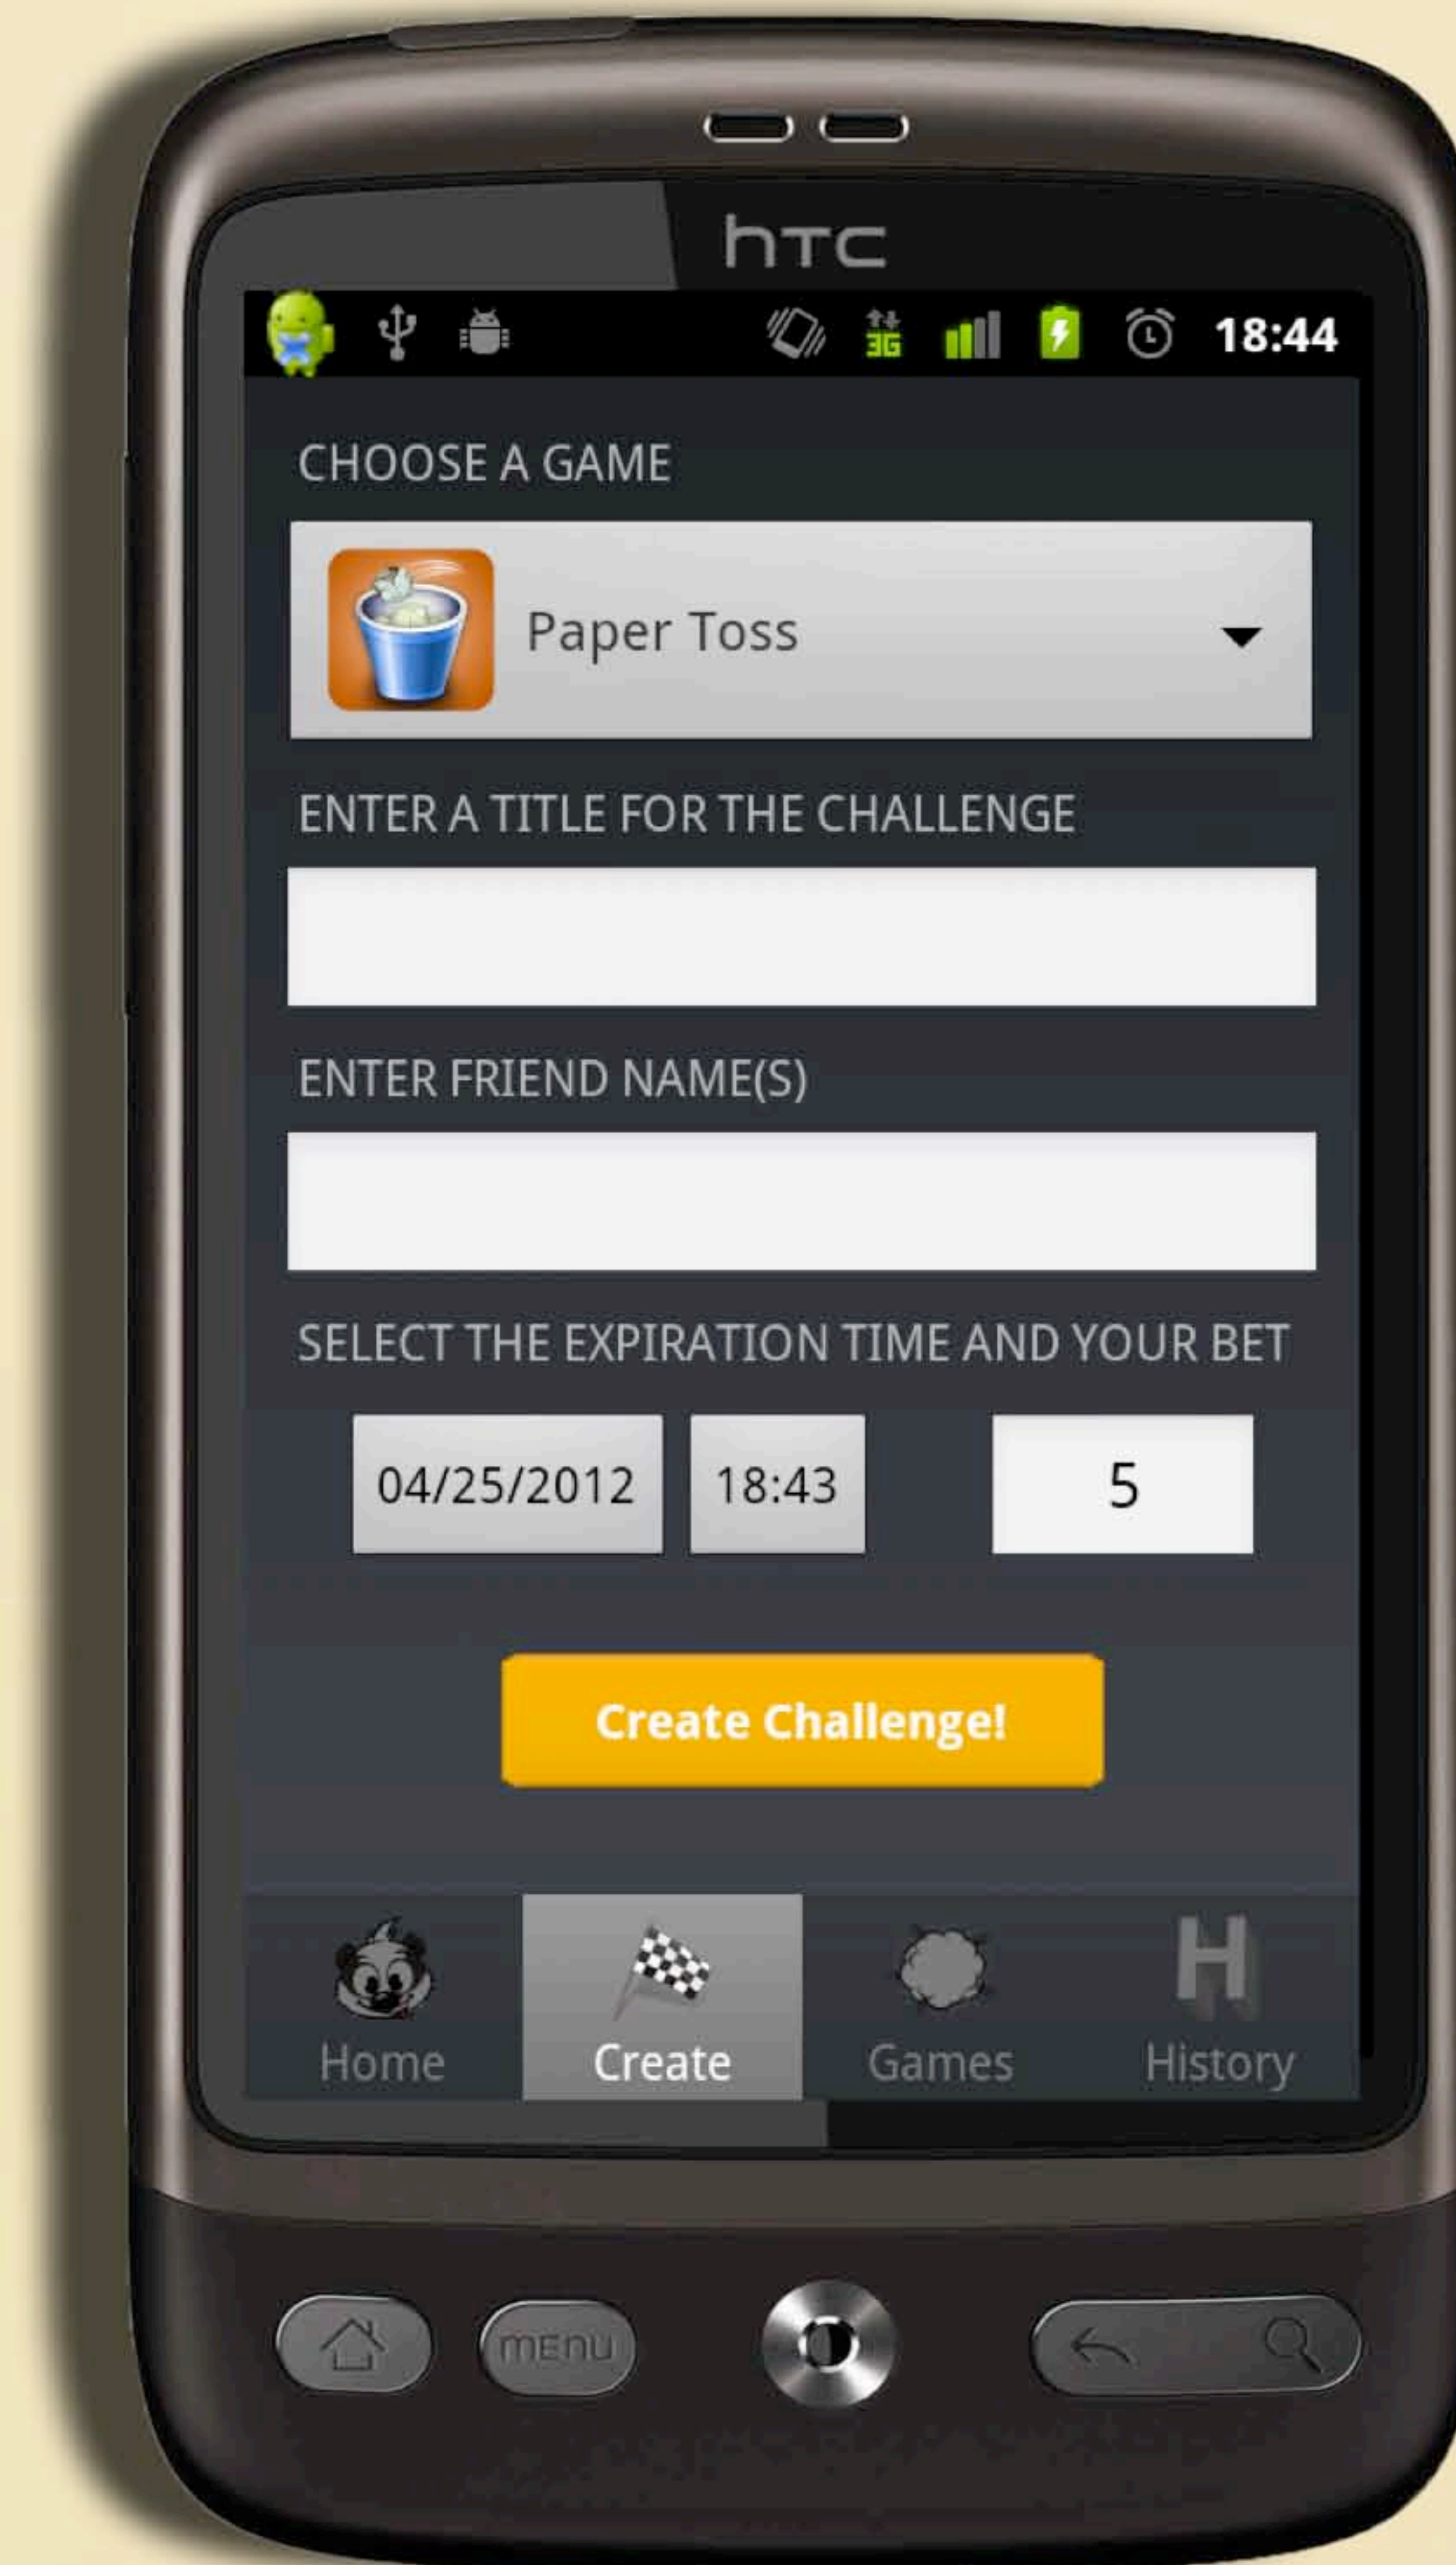 hTC
3G 18:44
CHOOSE A GAME
Paper Toss
ENTER A TITLE FOR THE CHALLENGE
ENTER FRIEND NAME(S)
SELECT THE EXPIRATION TIME AND YOUR BET
04/25/2012 18:43 5
Create Challenge!
H
Home Create Games History
MENU